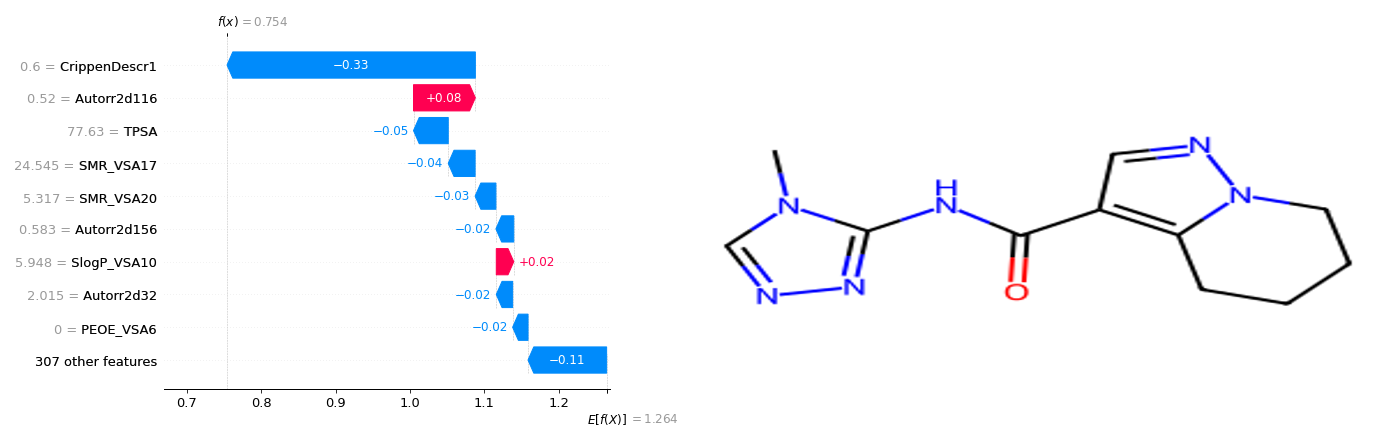 f(x) = 0.754
0.6 = CrippenDescr1
−0.33
0.52 = Autorr2d116
+0.08
77.63 = TPSA
−0.05
24.545 = SMR_VSA17
−0.04
5.317 = SMR_VSA20
−0.03
0.583 = Autorr2d156
−0.02
5.948 = SlogP_VSA10
+0.02
2.015 = Autorr2d32
−0.02
0 = PEOE_VSA6
−0.02
307 other features
−0.11
0.7 0.8 0.9 1.0 1.1 1.2
E[f(X)] = 1.264
N
H
N
N
N
N
N
O